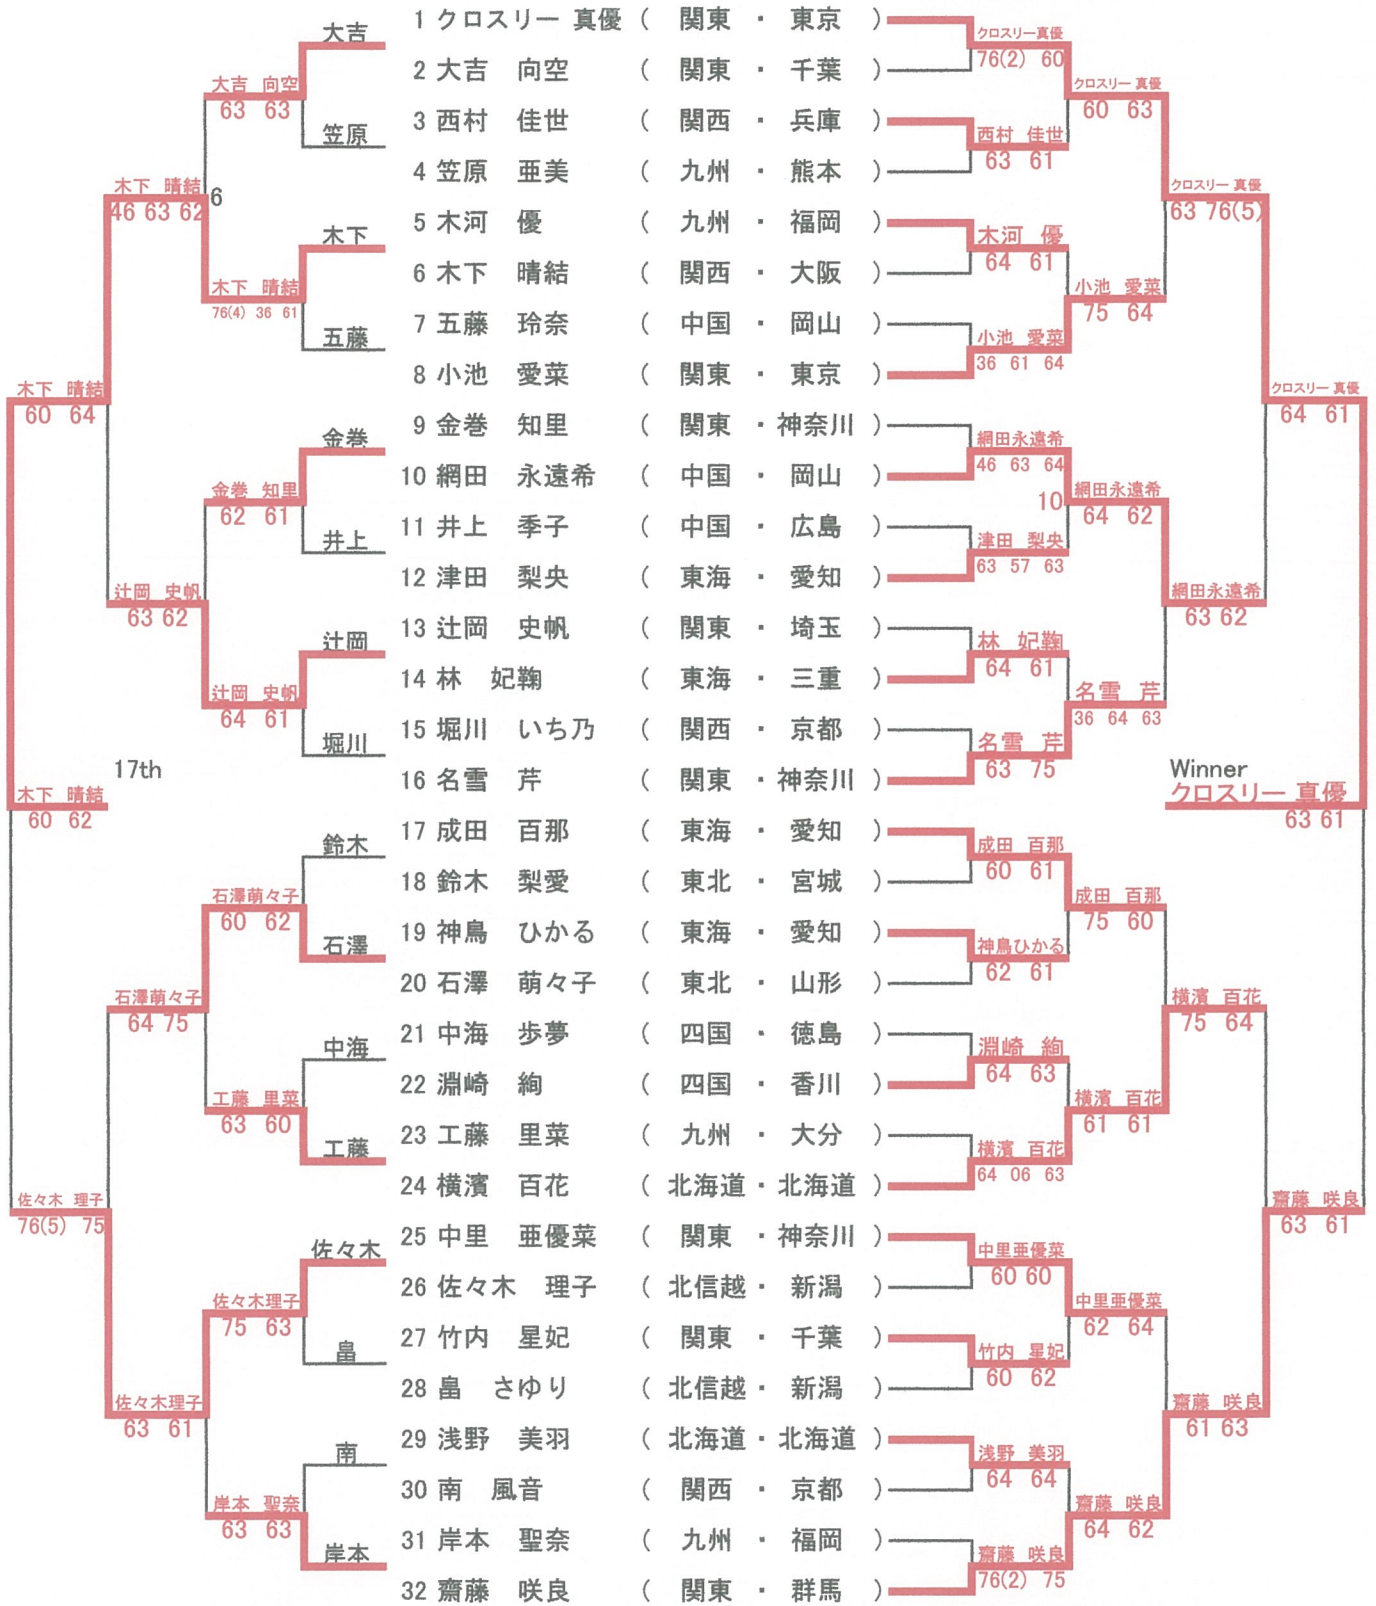 1 クロスリー 真優 ( 関東 ・ 東京 )
2 大吉 向空 ( 関東 ・ 千葉 )
3 西村 佳世 ( 関西 ・ 兵庫 )
4 笠原 亜美 ( 九州 ・ 熊本 )
5 木河 優 ( 九州 ・ 福岡 )
6 木下 晴結 ( 関西 ・ 大阪 )
7 五藤 玲奈 ( 中国 ・ 岡山 )
8 小池 愛菜 ( 関東 ・ 東京 )
9 金巻 知里 ( 関東 ・ 神奈川 )
10 網田 永遠希 ( 中国 ・ 岡山 )
11 井上 季子 ( 中国 ・ 広島 )
12 津田 梨央 ( 東海 ・ 愛知 )
13 辻岡 史帆 ( 関東 ・ 埼玉 )
14 林 妃鞠 ( 東海 ・ 三重 )
15 堀川 いち乃 ( 関西 ・ 京都 )
16 名雪 芹 ( 関東 ・ 神奈川 )
17 成田 百那 ( 東海 ・ 愛知 )
18 鈴木 梨愛 ( 東北 ・ 宮城 )
19 神鳥 ひかる ( 東海 ・ 愛知 )
20 石澤 萌々子 ( 東北 ・ 山形 )
21 中海 歩夢 ( 四国 ・ 徳島 )
22 淵崎 絢 ( 四国 ・ 香川 )
23 工藤 里菜 ( 九州 ・ 大分 )
24 横濱 百花 ( 北海道 ・ 北海道 )
25 中里 亜優菜 ( 関東 ・ 神奈川 )
26 佐々木 理子 ( 北信越 ・ 新潟 )
27 竹内 星妃 ( 関東 ・ 千葉 )
28 畠 さゆり ( 北信越 ・ 新潟 )
29 浅野 美羽 ( 北海道 ・ 北海道 )
30 南 風音 ( 関西 ・ 京都 )
31 岸本 聖奈 ( 九州 ・ 福岡 )
32 齋藤 咲良 ( 関東 ・ 群馬 )
クロスリー真優
76(2) 60
西村 佳世
63 61
木河 優
64 61
小池 愛菜
36 61 64
網田永遠希
46 63 64
津田 梨央
63 57 63
林 妃鞠
64 61
名雪 芹
63 75
成田 百那
60 61
神鳥ひかる
62 61
淵崎 絢
64 63
横濱 百花
64 06 63
中里亜優菜
60 60
竹内 星妃
60 62
浅野 美羽
64 64
齋藤 咲良
76(2) 75
クロスリー 真優
60 63
小池 愛菜
75 64
10
網田永遠希
64 62
名雪 芹
36 64 63
成田 百那
75 60
横濱 百花
61 61
中里亜優菜
62 64
齋藤 咲良
64 62
クロスリー 真優
63 76(5)
網田永遠希
63 62
横濱 百花
75 64
齋藤 咲良
61 63
クロスリー 真優
64 61
齋藤 咲良
63 61
Winner
クロスリー 真優
63 61
大吉
笠原
木下
五藤
金巻
井上
辻岡
堀川
鈴木
石澤
中海
工藤
佐々木
畠
南
岸本
大吉 向空
63 63
木下 晴結
76(4) 36 61
金巻 知里
62 61
辻岡 史帆
64 61
石澤萌々子
60 62
工藤 里菜
63 60
佐々木理子
75 63
岸本 聖奈
63 63
木下 晴結
46 63 62
6
辻岡 史帆
63 62
石澤萌々子
64 75
佐々木理子
63 61
木下 晴結
60 64
佐々木 理子
76(5) 75
17th
木下 晴結
60 62